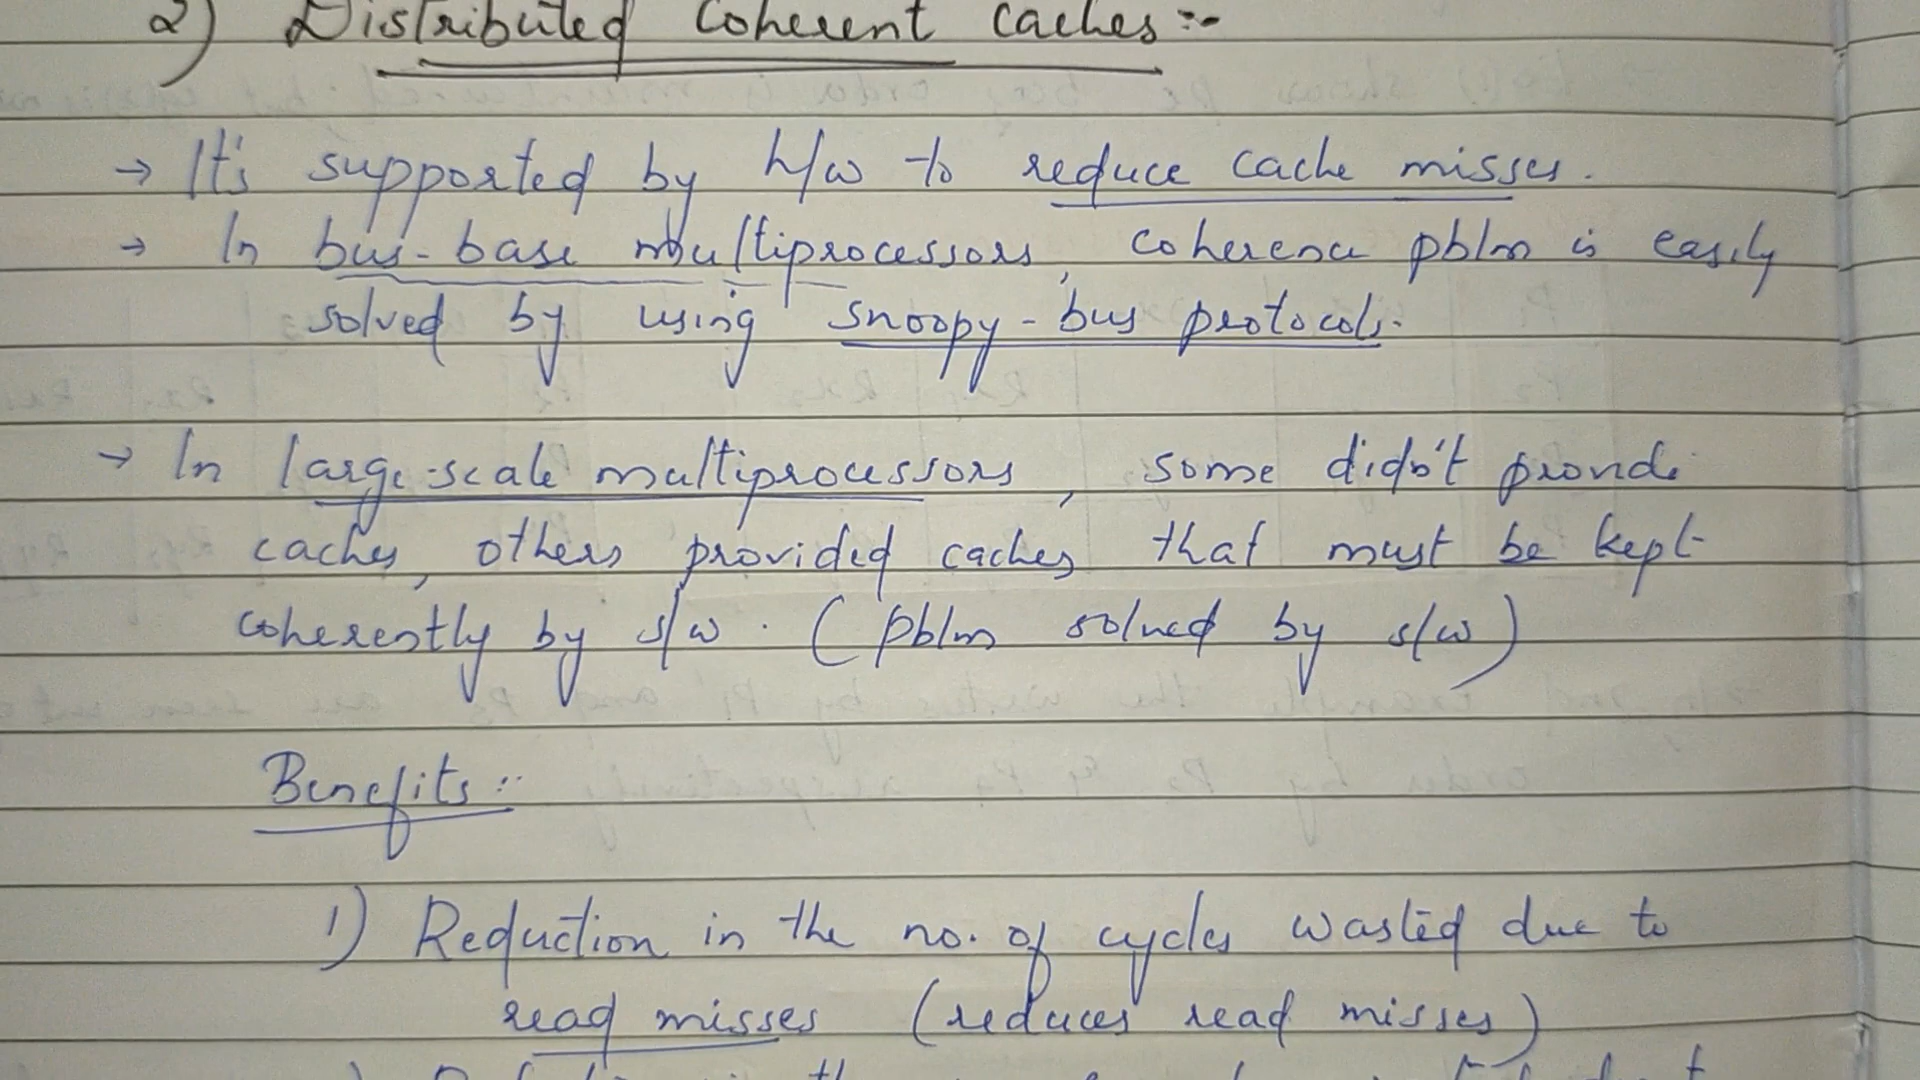 2) Distributed Coherent caches :-
→ It's supported by h/w to reduce cache misses.
→ In bus-base multiprocessors, coherence pblm is easily
solved by using snoopy-bus protocols.
→ In large-scale multiprocessors, some didn't provide
caches, others provided caches that must be kept
coherently by s/w. (pblm solved by s/w)
Benefits :-
1) Reduction in the no. of cycles wasted due to
read misses (reduces read misses)